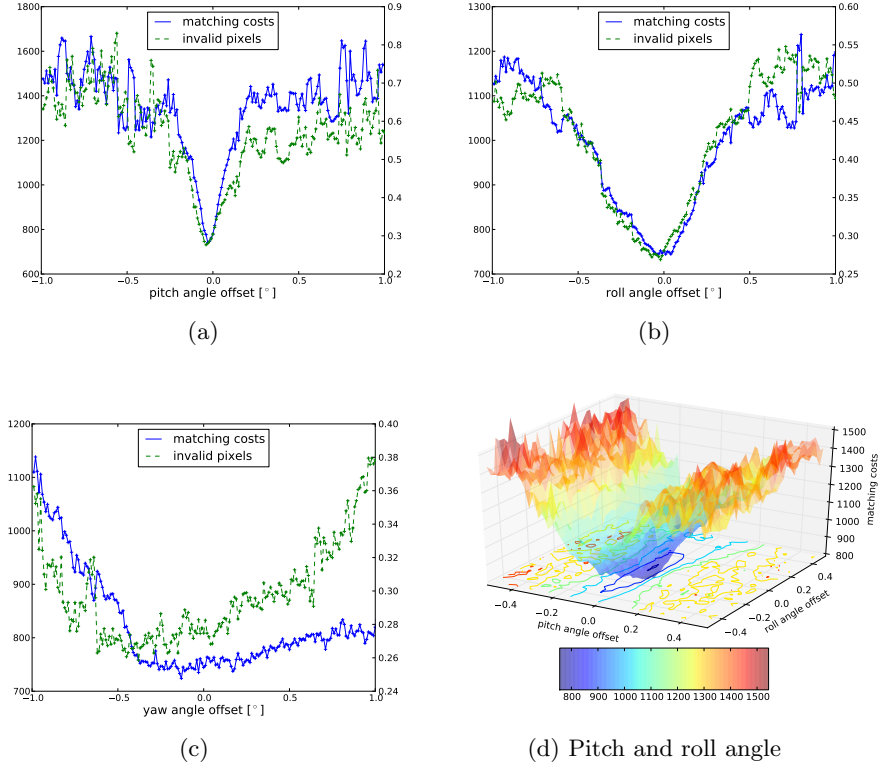 matching costs
invalid pixels
1800
1600
1400
1200
1000
800
600
0.9
0.8
0.7
0.6
0.5
0.4
0.3
0.2
−1.0 −0.5 0.0 0.5 1.0
pitch angle offset [°]
(a)
matching costs
invalid pixels
1300
1200
1100
1000
900
800
700
0.60
0.55
0.50
0.45
0.40
0.35
0.30
0.25
−1.0 −0.5 0.0 0.5 1.0
roll angle offset [°]
(b)
matching costs
invalid pixels
1200
1100
1000
900
800
700
0.40
0.38
0.36
0.34
0.32
0.30
0.28
0.26
0.24
−1.0 −0.5 0.0 0.5 1.0
yaw angle offset [°]
(c)
1500
1400
1300
1200
1100
1000
900
800
matching costs
−0.4 −0.2 0.0 0.2 0.4
pitch angle offset
−0.4 −0.2 0.0 0.2 0.4
roll angle offset
800 900 1000 1100 1200 1300 1400 1500
(d) Pitch and roll angle